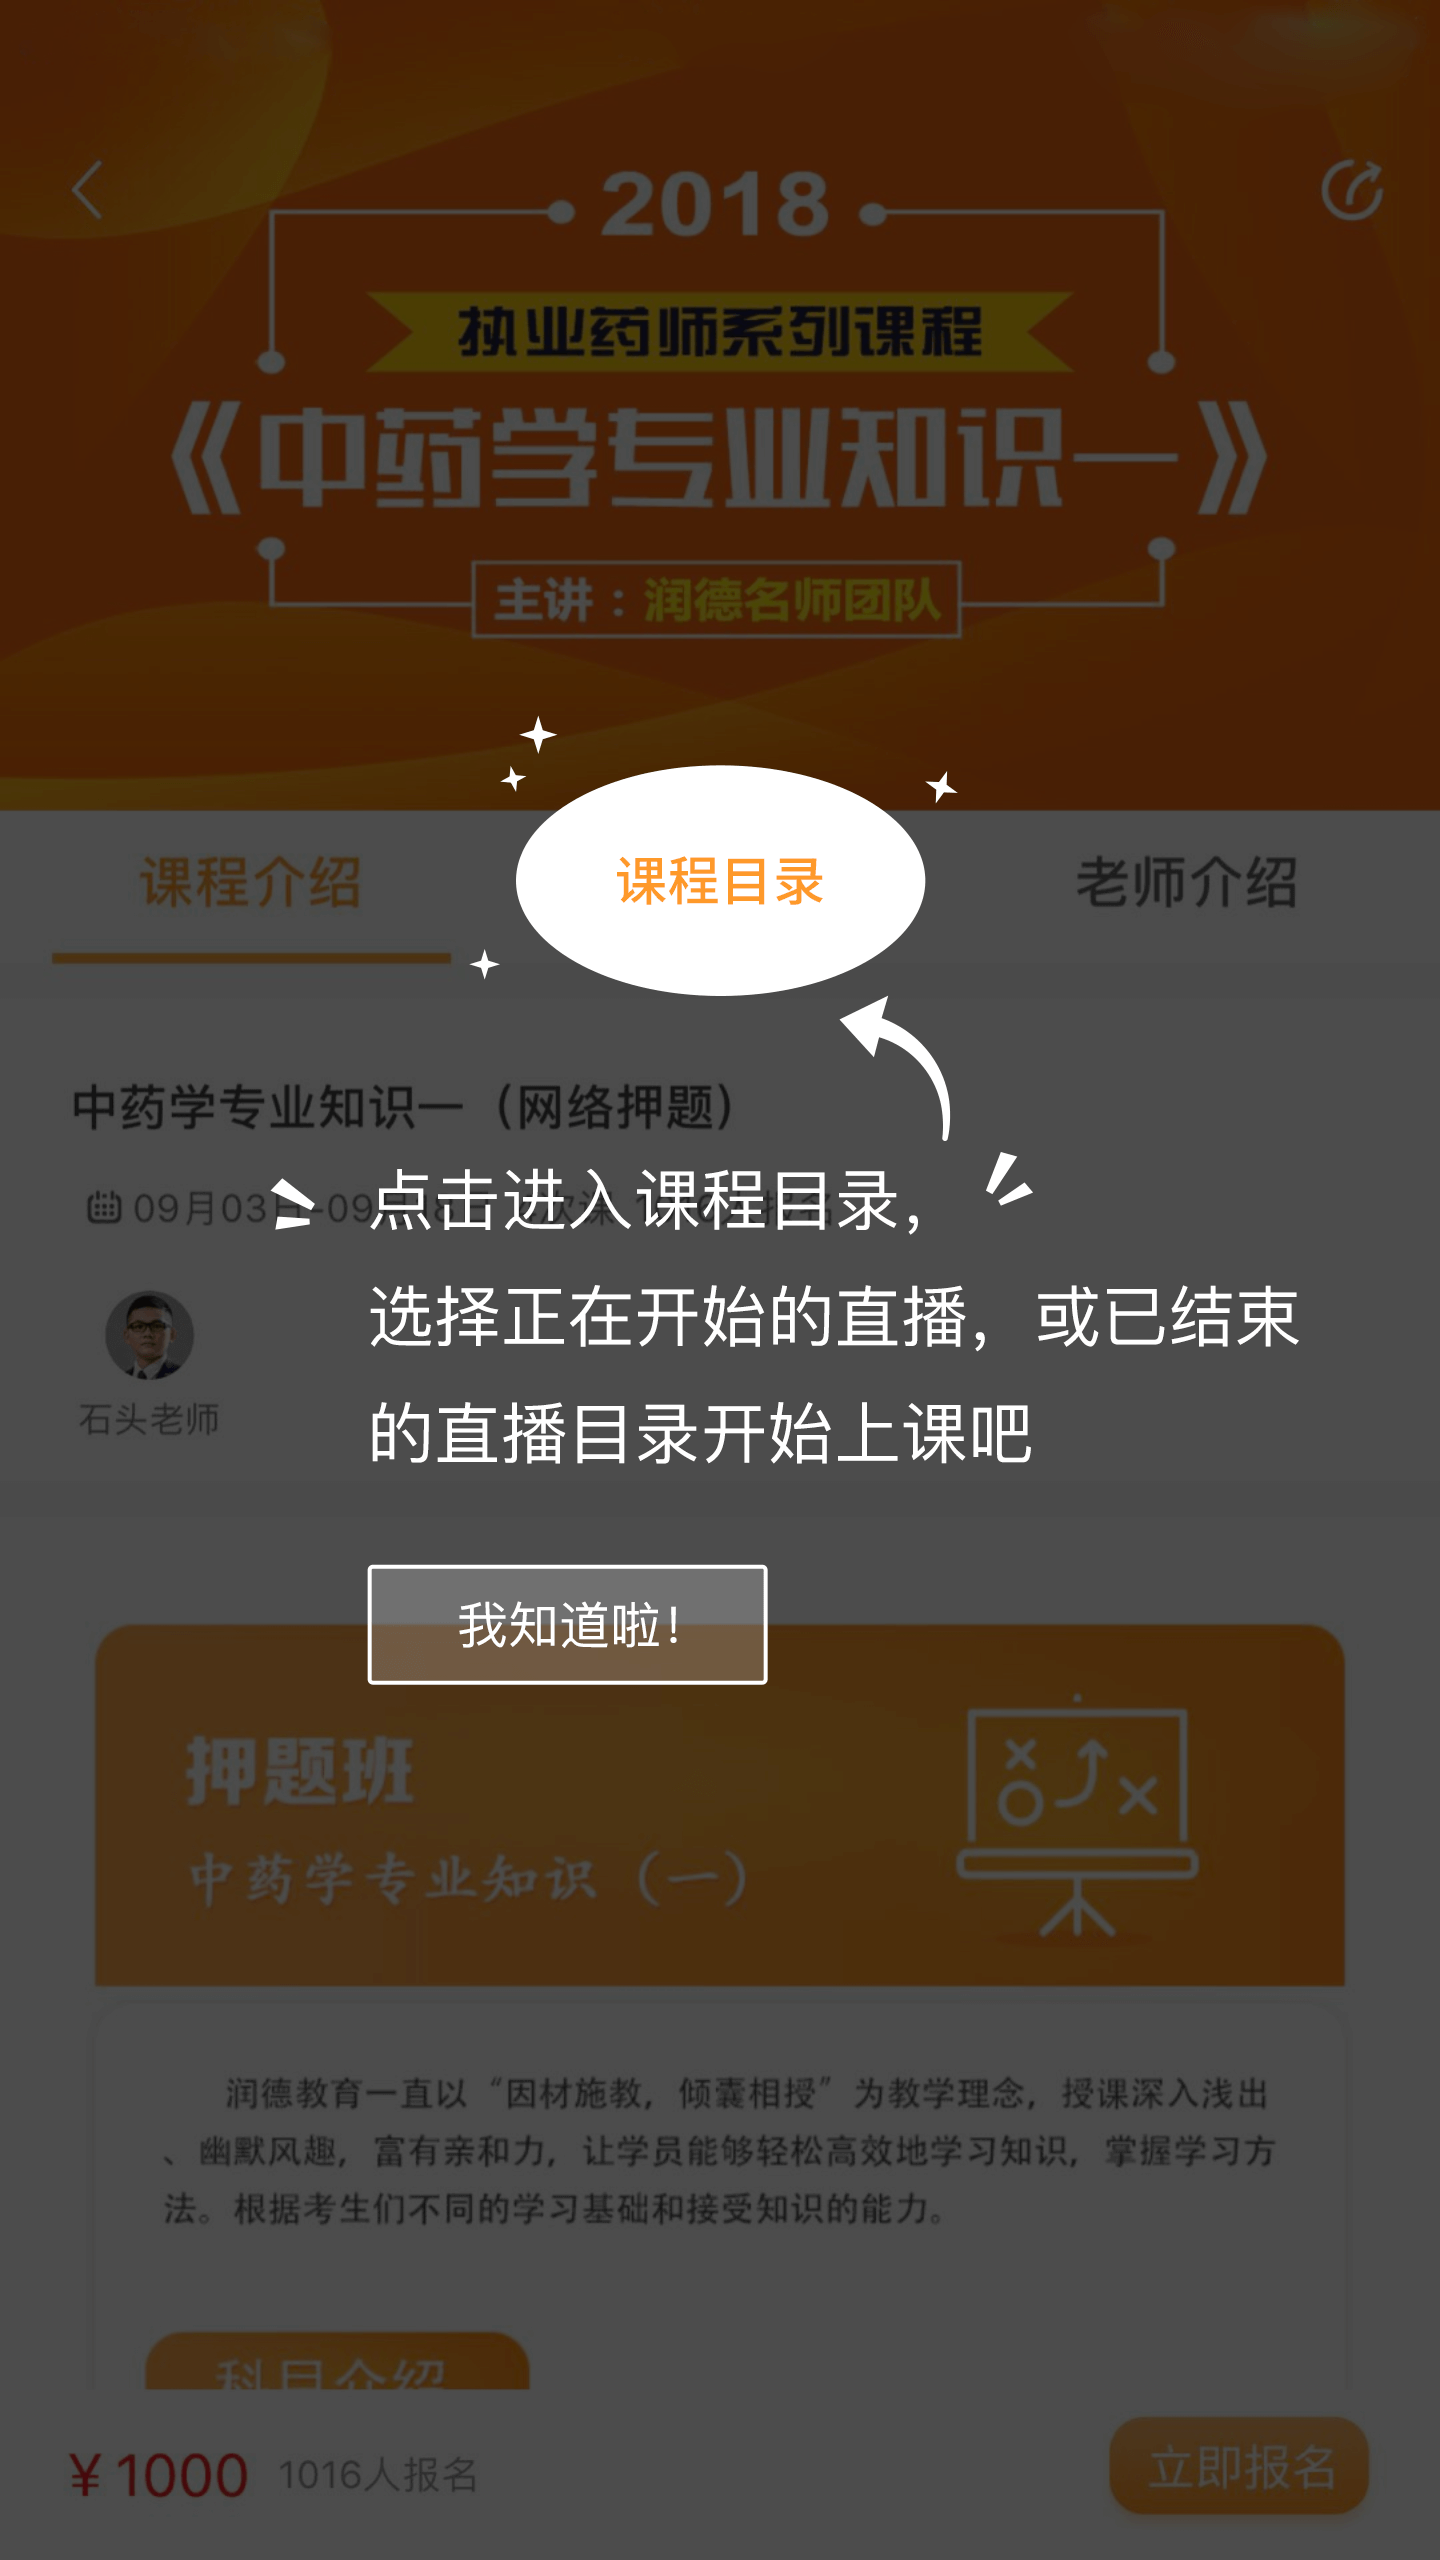 2018
执业药师系列课程
《中药学专业知识一》
主讲：润德名师团队
课程介绍
课程目录
老师介绍
中药学专业知识一（网络押题）
点击进入课程目录，
选择正在开始的直播，或已结束
的直播目录开始上课吧
石头老师
我知道啦！
押题班
中药学专业知识（一）
润德教育一直以“因材施教，倾囊相授”为教学理念，授课深入浅出
、幽默风趣，富有亲和力，让学员能够轻松高效地学习知识，掌握学习方
法。根据考生们不同的学习基础和接受知识的能力。
科目介绍
¥1000 1016人报名
立即报名